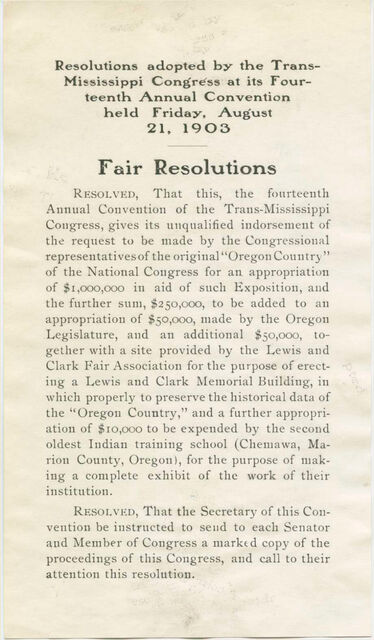 Resolutions adopted by the Trans-
Mississippi Congress at its Four-
teenth Annual Convention
held Friday, August
21, 1903
Fair Resolutions
RESOLVED, That this, the fourteenth
Annual Convention of the Trans-Mississippi
Congress, gives its unqualified indorsement of
the request to be made by the Congressional
representatives of the original "Oregon Country"
of the National Congress for an appropriation
of $1,000,000 in aid of such Exposition, and
the further sum, $250,000, to be added to an
appropriation of $50,000, made by the Oregon
Legislature, and an additional $50,000, to-
gether with a site provided by the Lewis and
Clark Fair Association for the purpose of erect-
ing a Lewis and Clark Memorial Building, in
which properly to preserve the historical data of
the "Oregon Country," and a further appropri-
ation of $10,000 to be expended by the second
oldest Indian training school (Chemawa, Ma-
rion County, Oregon), for the purpose of mak-
ing a complete exhibit of the work of their
institution.
RESOLVED, That the Secretary of this Con-
vention be instructed to send to each Senator
and Member of Congress a marked copy of the
proceedings of this Congress, and call to their
attention this resolution.